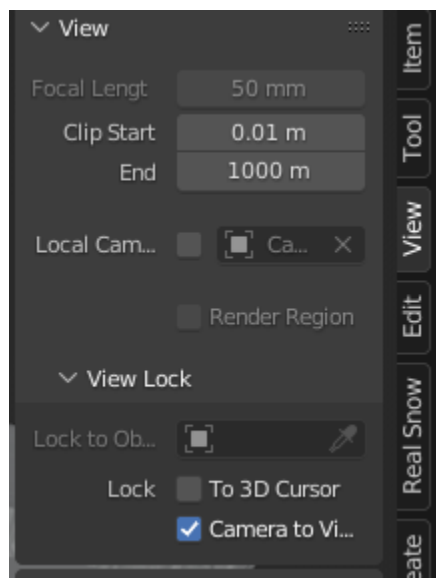 View
Focal Lengt 50 mm
Clip Start 0.01 m
End 1000 m
Local Cam... Ca...
Render Region
View Lock
Lock to Ob...
Lock To 3D Cursor
Camera to Vi...
Item
Tool
View
Edit
Real Snow
eate